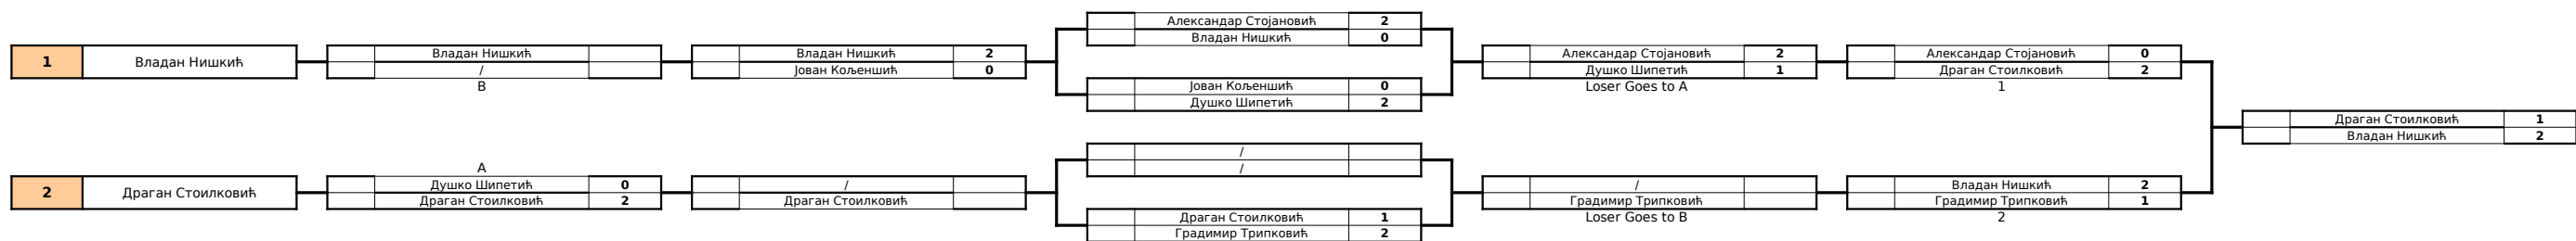 1 Владан Нишкић
Владан Нишкић
/
B
Владан Нишкић 2
Јован Кољеншић 0
Александар Стојановић 2
Владан Нишкић 0
Јован Кољеншић 0
Душко Шипетић 2
Александар Стојановић 2
Душко Шипетић 1
Loser Goes to A
Александар Стојановић 0
Драган Стоилковић 2
1
Драган Стоилковић 1
Владан Нишкић 2
2 Драган Стоилковић
A
Душко Шипетић 0
Драган Стоилковић 2
/
Драган Стоилковић
/
/
Драган Стоилковић 1
Градимир Трипковић 2
/
Градимир Трипковић
Loser Goes to B
Владан Нишкић 2
Градимир Трипковић 1
2